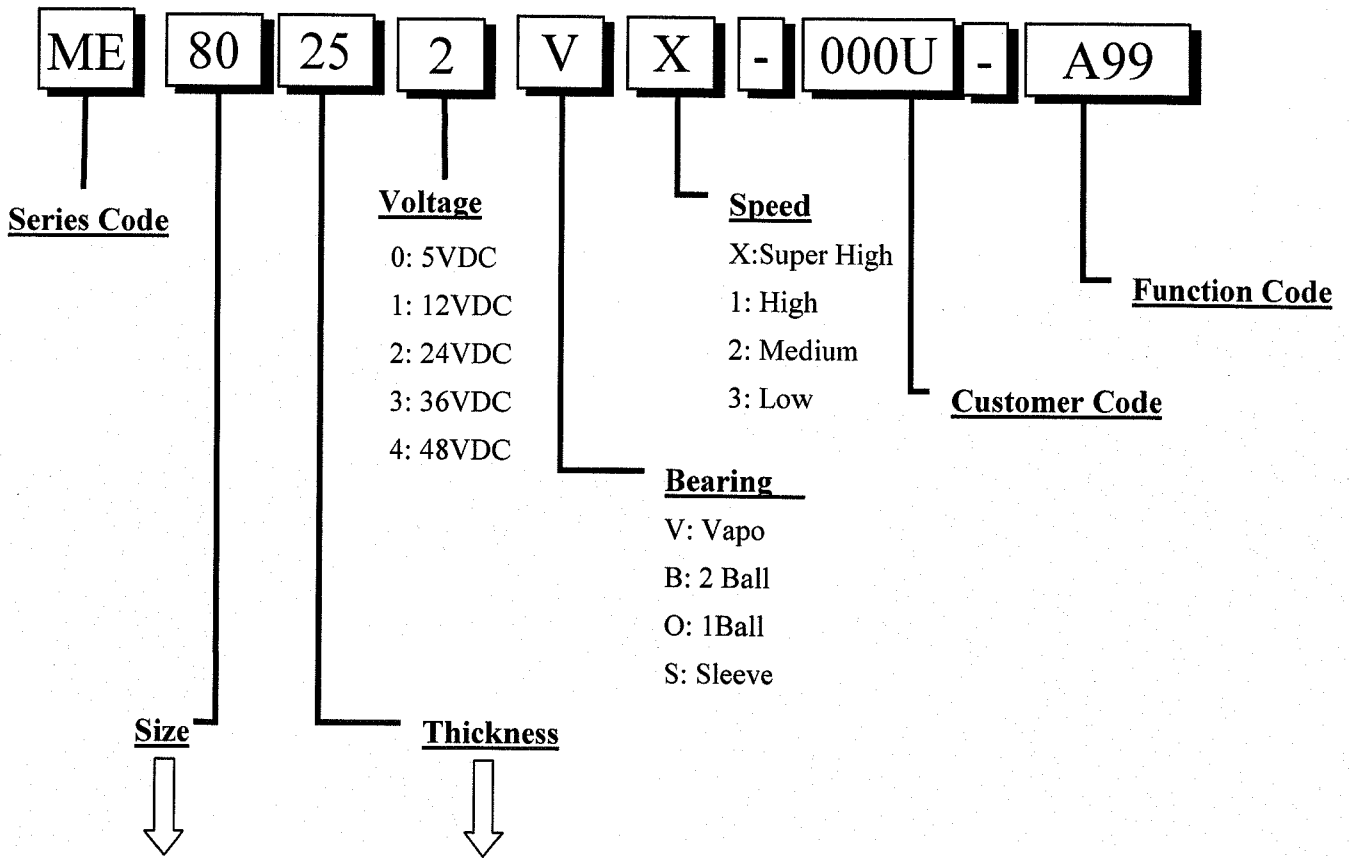 ME 80 25 2 V X - 000U - A99
Series Code
Voltage
0: 5VDC
1: 12VDC
2: 24VDC
3: 36VDC
4: 48VDC
Speed
X:Super High
1: High
2: Medium
3: Low
Function Code
Customer Code
Bearing
V: Vapo
B: 2 Ball
O: 1Ball
S: Sleeve
Size
Thickness